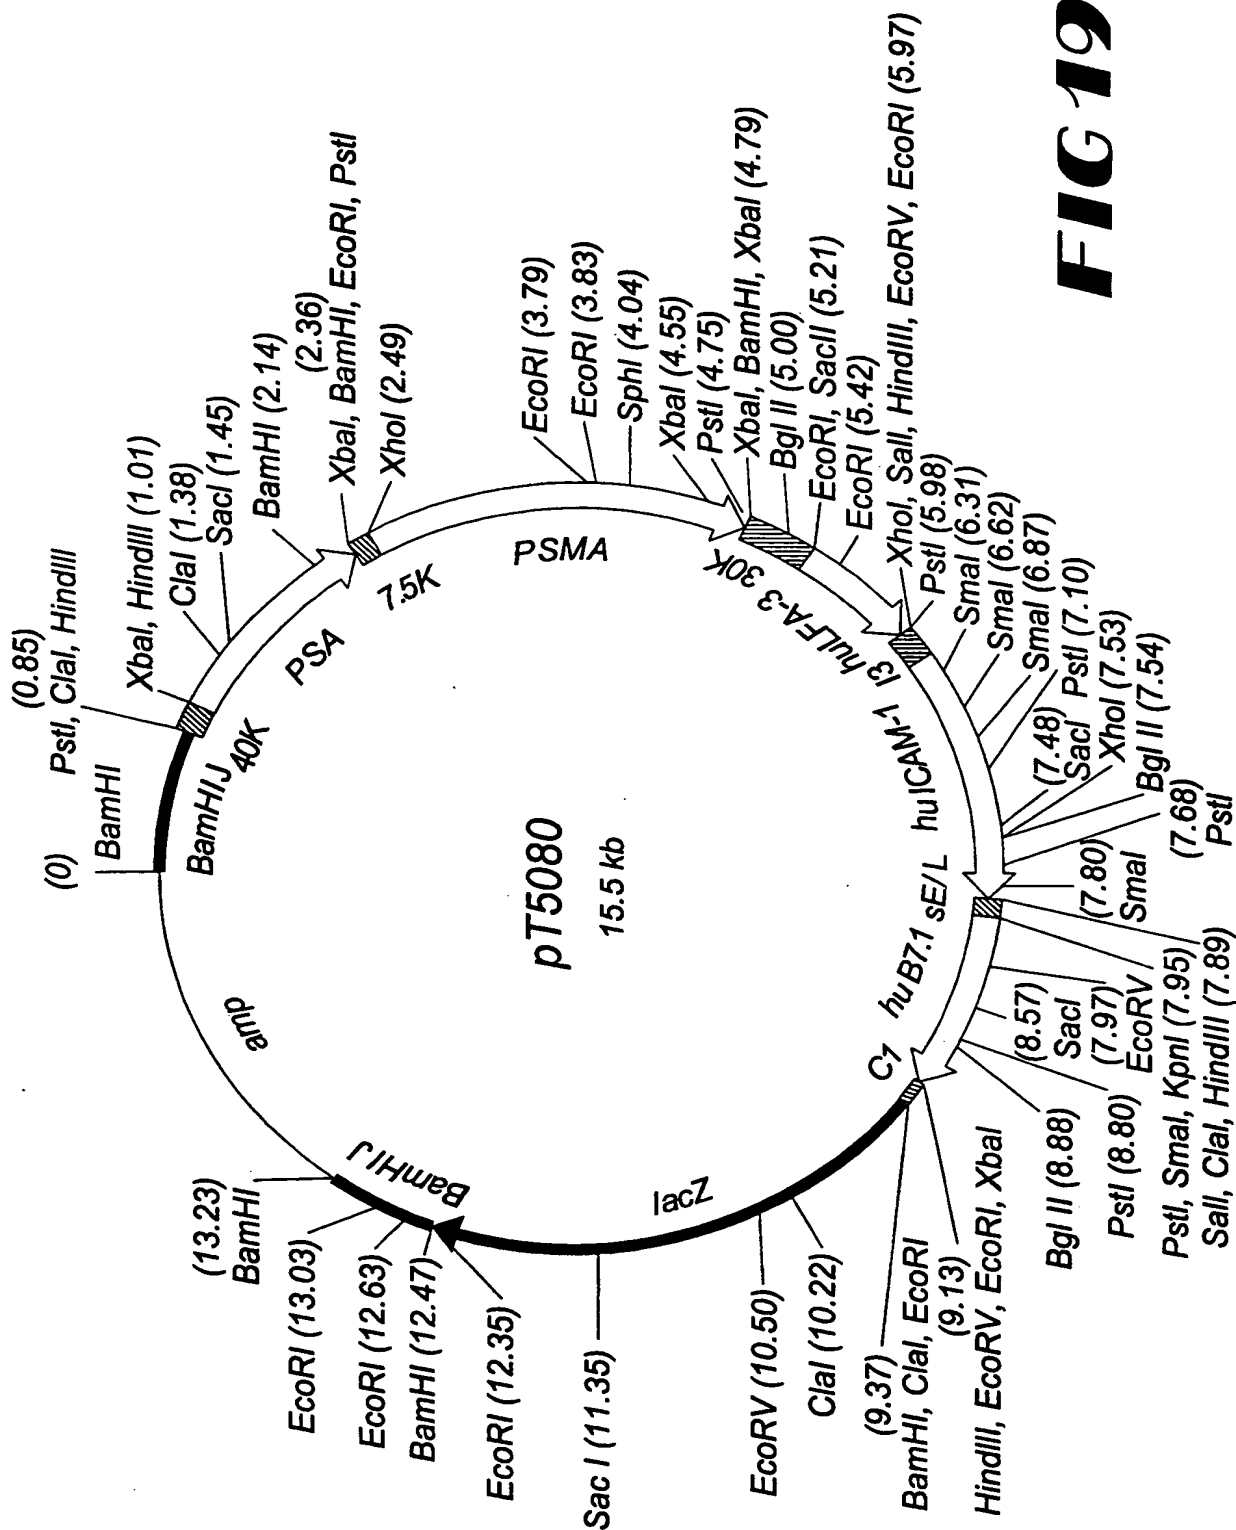 (0)
BamHI
(0.85)
PstI, ClaI, HindIII
XbaI, HindIII (1.01)
ClaI (1.38)
SacI (1.45)
BamHI (2.14)
(2.36)
XbaI, BamHI, EcoRI, PstI
XhoI (2.49)
EcoRI (3.79)
EcoRI (3.83)
SphI (4.04)
XbaI (4.55)
PstI (4.75)
XbaI, BamHI, XbaI (4.79)
Bgl II (5.00)
EcoRI, SacII (5.21)
EcoRI (5.42)
XhoI, SalI, HindIII, EcoRV, EcoRI (5.97)
PstI (5.98)
SmaI (6.31)
SmaI (6.62)
SmaI (6.87)
PstI (7.10)
(7.48)
SacI
XhoI (7.53)
Bgl II (7.54)
(7.68)
PstI
(7.80)
SmaI
SalI, ClaI, HindIII (7.89)
PstI, SmaI, KpnI (7.95)
(7.97)
EcoRV
(8.57)
SacI
PstI (8.80)
Bgl II (8.88)
(9.13)
HindIII, EcoRV, EcoRI, XbaI
(9.37)
BamHI, ClaI, EcoRI
ClaI (10.22)
EcoRV (10.50)
Sac I (11.35)
EcoRI (12.35)
BamHI (12.47)
EcoRI (12.63)
EcoRI (13.03)
(13.23)
BamHI
BamHI J
40K
PSA
7.5K
PSMA
30K
huLFA-3
I3
huICAM-1
sE/L
huB7.1
C1
lacZ
BamHI J
amp
pT5080
15.5 kb
FIG 19